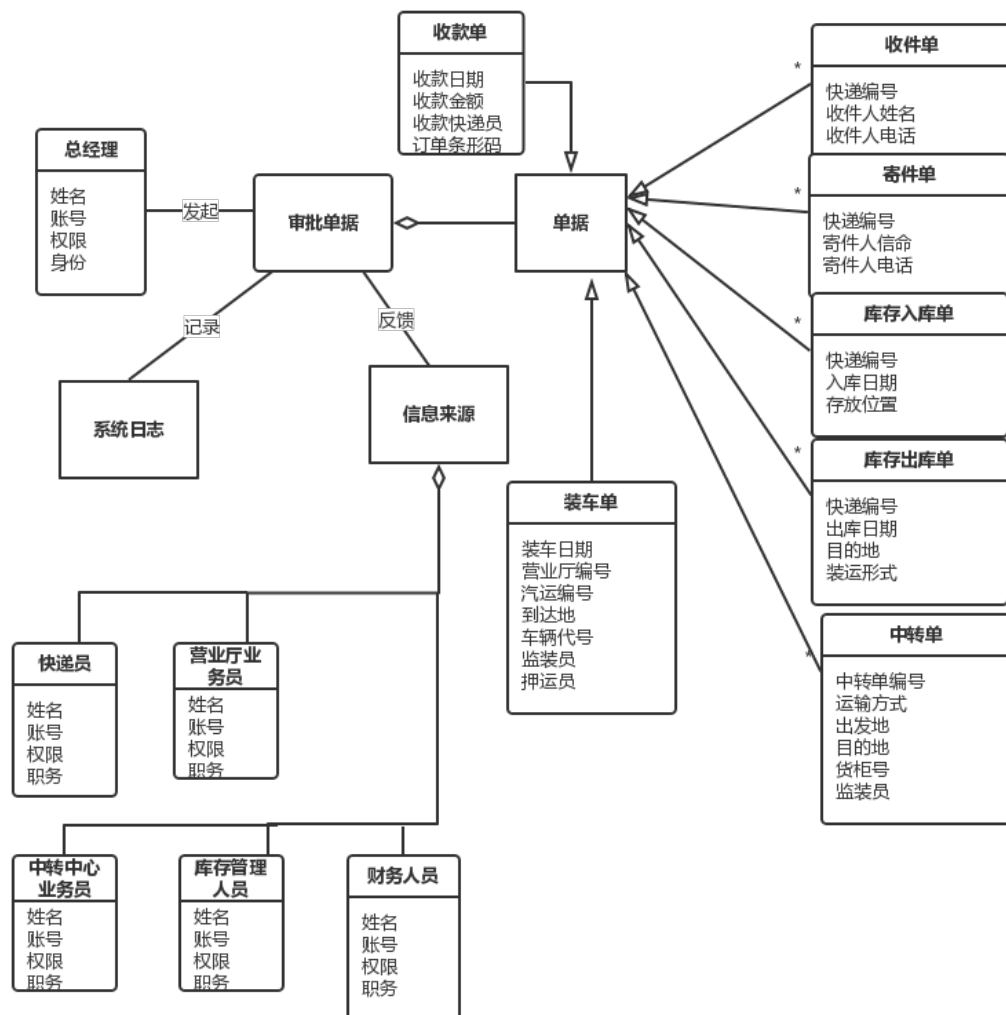 收款单
收款日期
收款金额
收款快递员
订单条形码
收件单
快递编号
收件人姓名
收件人电话
*
总经理
姓名
账号
权限
身份
发起
审批单据
单据
寄件单
快递编号
寄件人信命
寄件人电话
*
记录
反馈
库存入库单
快递编号
入库日期
存放位置
*
系统日志
信息来源
库存出库单
快递编号
出库日期
目的地
装运形式
*
装车单
装车日期
营业厅编号
汽运编号
到达地
车辆代号
监装员
押运员
中转单
中转单编号
运输方式
出发地
目的地
货柜号
监装员
*
快递员
姓名
账号
权限
职务
营业厅业
务员
姓名
账号
权限
职务
中转中心
业务员
姓名
账号
权限
职务
库存管理
人员
姓名
账号
权限
职务
财务人员
姓名
账号
权限
职务